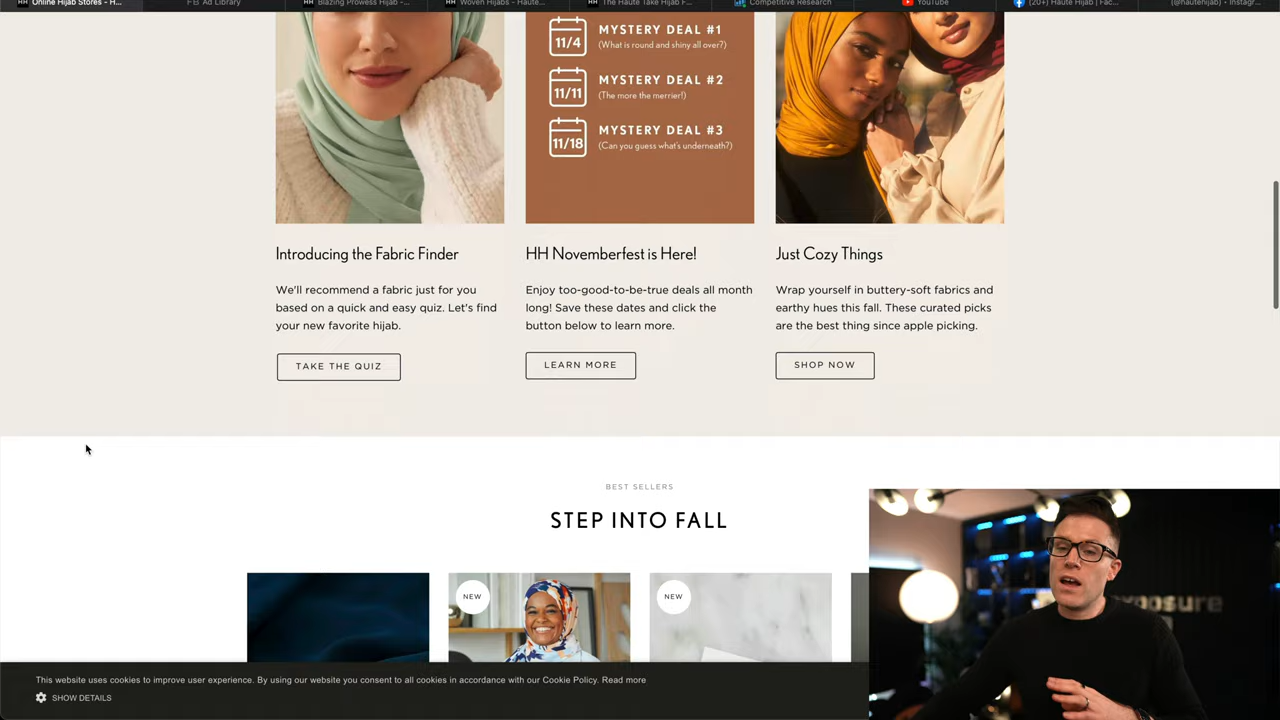 Online Hijab Stores - H...
Ad Library
HH Blazing Prowess Hijab -...
HH Woven Hijabs - Haute...
HH The Haute Take Hijab F...
Competitive Research
YouTube
(20+) Haute Hijab | Fac...
(@hautehijab) • Instagr...
11/4
MYSTERY DEAL #1
(What is round and shiny all over?)
11/11
MYSTERY DEAL #2
(The more the merrier!)
11/18
MYSTERY DEAL #3
(Can you guess what's underneath?)
Introducing the Fabric Finder
We'll recommend a fabric just for you
based on a quick and easy quiz. Let's find
your new favorite hijab.
TAKE THE QUIZ
HH Novemberfest is Here!
Enjoy too-good-to-be-true deals all month
long! Save these dates and click the
button below to learn more.
LEARN MORE
Just Cozy Things
Wrap yourself in buttery-soft fabrics and
earthy hues this fall. These curated picks
are the best thing since apple picking.
SHOP NOW
BEST SELLERS
STEP INTO FALL
NEW
NEW
This website uses cookies to improve user experience. By using our website you consent to all cookies in accordance with our Cookie Policy. Read more
SHOW DETAILS